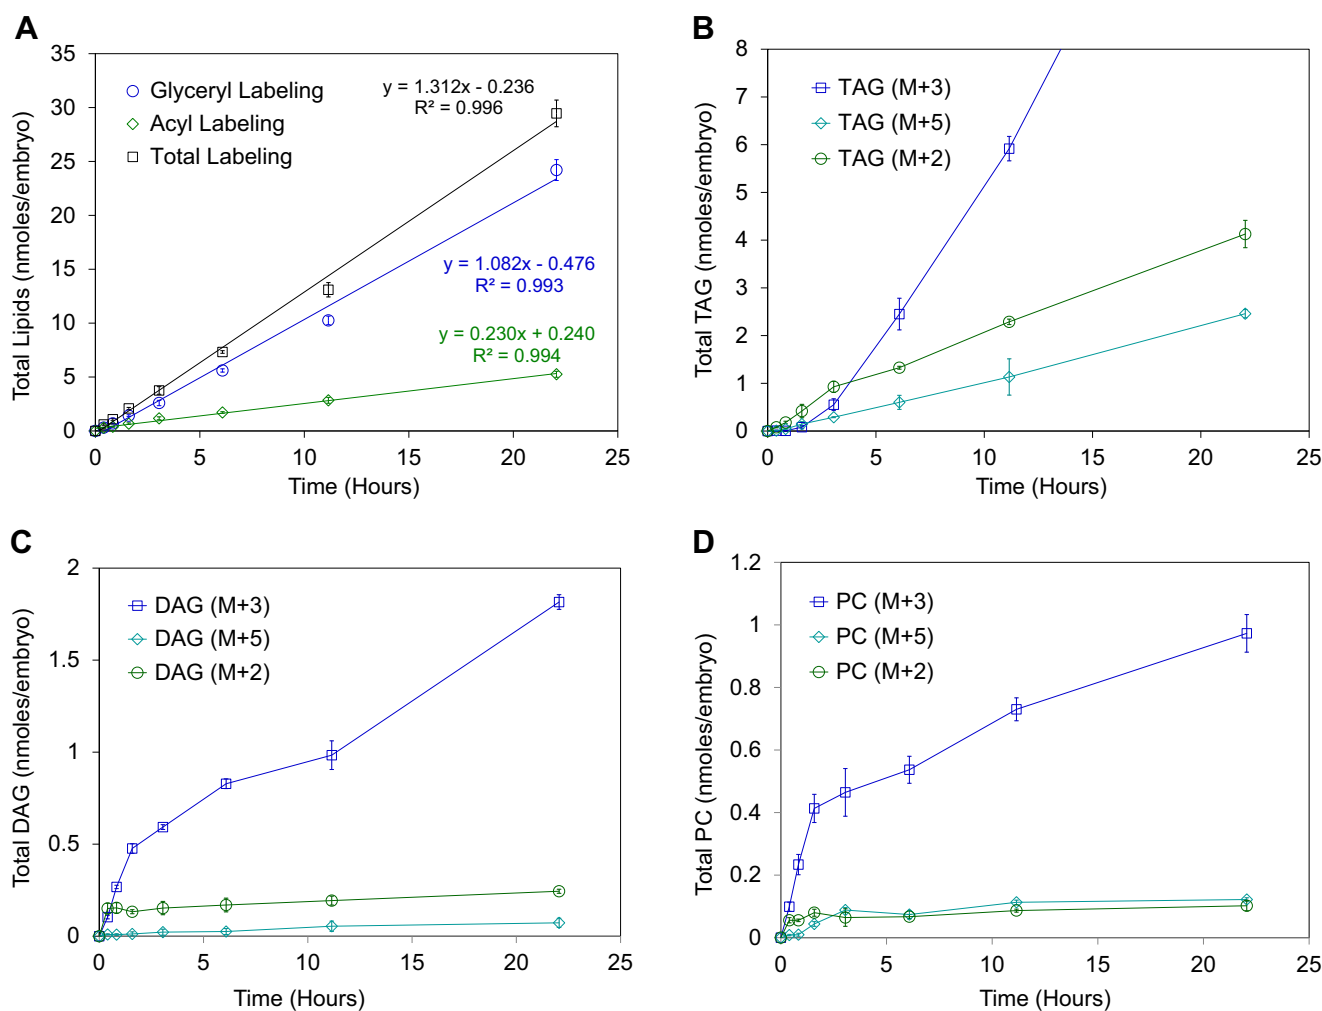 A
Total Lipids (nmoles/embryo)
35
30
25
20
15
10
5
0
Glyceryl Labeling
Acyl Labeling
Total Labeling
y = 1.312x - 0.236
R² = 0.996
y = 1.082x - 0.476
R² = 0.993
y = 0.230x + 0.240
R² = 0.994
0 5 10 15 20 25
Time (Hours)
B
Total TAG (nmoles/embryo)
8
7
6
5
4
3
2
1
0
TAG (M+3)
TAG (M+5)
TAG (M+2)
0 5 10 15 20 25
Time (Hours)
C
Total DAG (nmoles/embryo)
2
1.5
1
0.5
0
DAG (M+3)
DAG (M+5)
DAG (M+2)
0 5 10 15 20 25
Time (Hours)
D
Total PC (nmoles/embryo)
1.2
1
0.8
0.6
0.4
0.2
0
PC (M+3)
PC (M+5)
PC (M+2)
0 5 10 15 20 25
Time (Hours)